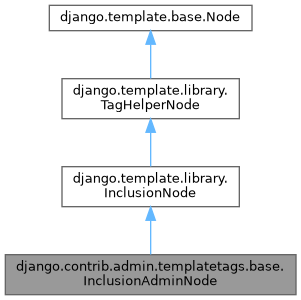 django.template.base.Node
django.template.library.
TagHelperNode
django.template.library.
InclusionNode
django.contrib.admin.templatetags.base.
InclusionAdminNode